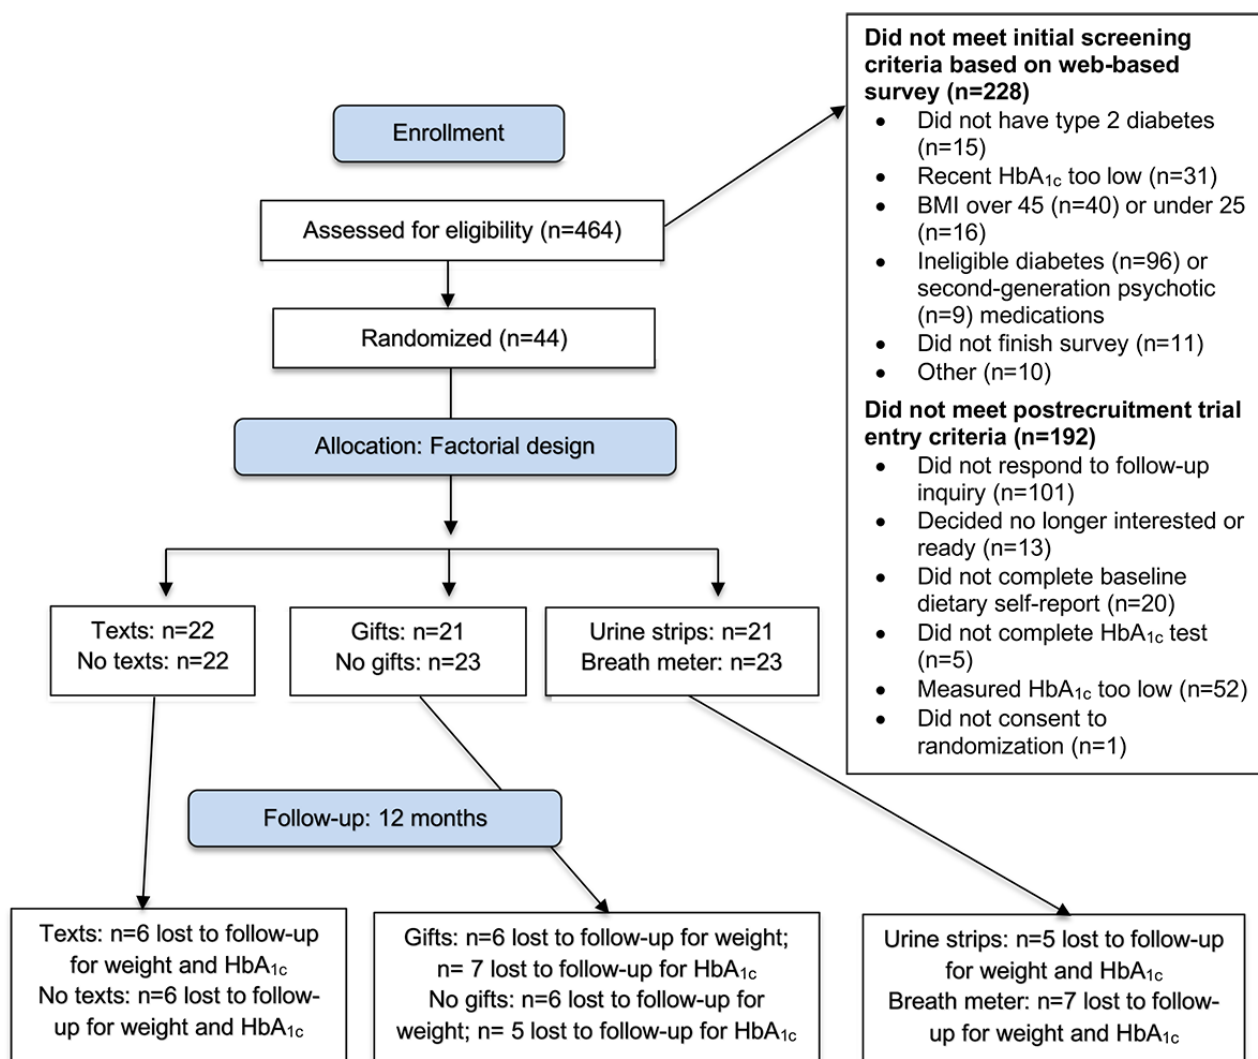 Enrollment
Assessed for eligibility (n=464)
Randomized (n=44)
Allocation: Factorial design
Texts: n=22
No texts: n=22
Gifts: n=21
No gifts: n=23
Urine strips: n=21
Breath meter: n=23
Follow-up: 12 months
Texts: n=6 lost to follow-up
for weight and HbA1c
No texts: n=6 lost to follow-
up for weight and HbA1c
Gifts: n=6 lost to follow-up for weight;
n= 7 lost to follow-up for HbA1c
No gifts: n=6 lost to follow-up for
weight; n= 5 lost to follow-up for HbA1c
Urine strips: n=5 lost to follow-up
for weight and HbA1c
Breath meter: n=7 lost to follow-
up for weight and HbA1c
Did not meet initial screening
criteria based on web-based
survey (n=228)
• Did not have type 2 diabetes
(n=15)
• Recent HbA1c too low (n=31)
• BMI over 45 (n=40) or under 25
(n=16)
• Ineligible diabetes (n=96) or
second-generation psychotic
(n=9) medications
• Did not finish survey (n=11)
• Other (n=10)
Did not meet postrecruitment trial
entry criteria (n=192)
• Did not respond to follow-up
inquiry (n=101)
• Decided no longer interested or
ready (n=13)
• Did not complete baseline
dietary self-report (n=20)
• Did not complete HbA1c test
(n=5)
• Measured HbA1c too low (n=52)
• Did not consent to
randomization (n=1)